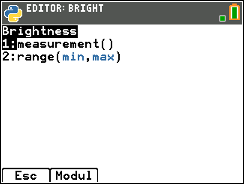 EDITOR: BRIGHT
Brightness
1:measurement()
2:range(min,max)
Esc Modul